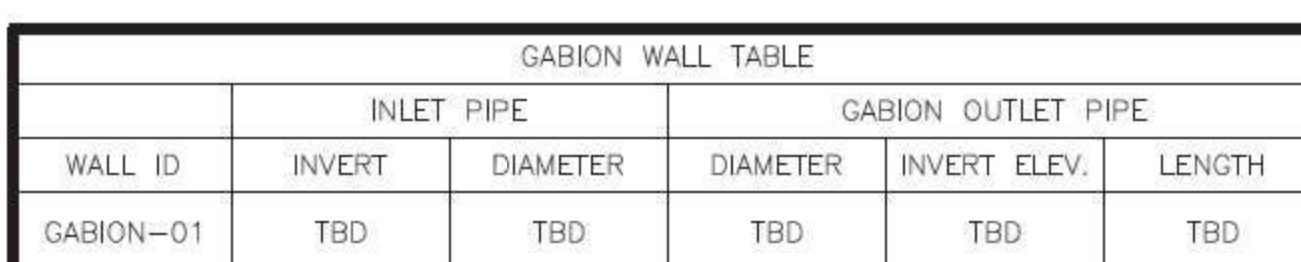 GABION WALL TABLE
INLET PIPE GABION OUTLET PIPE
WALL ID INVERT DIAMETER DIAMETER INVERT ELEV. LENGTH
GABION-01 TBD TBD TBD TBD TBD